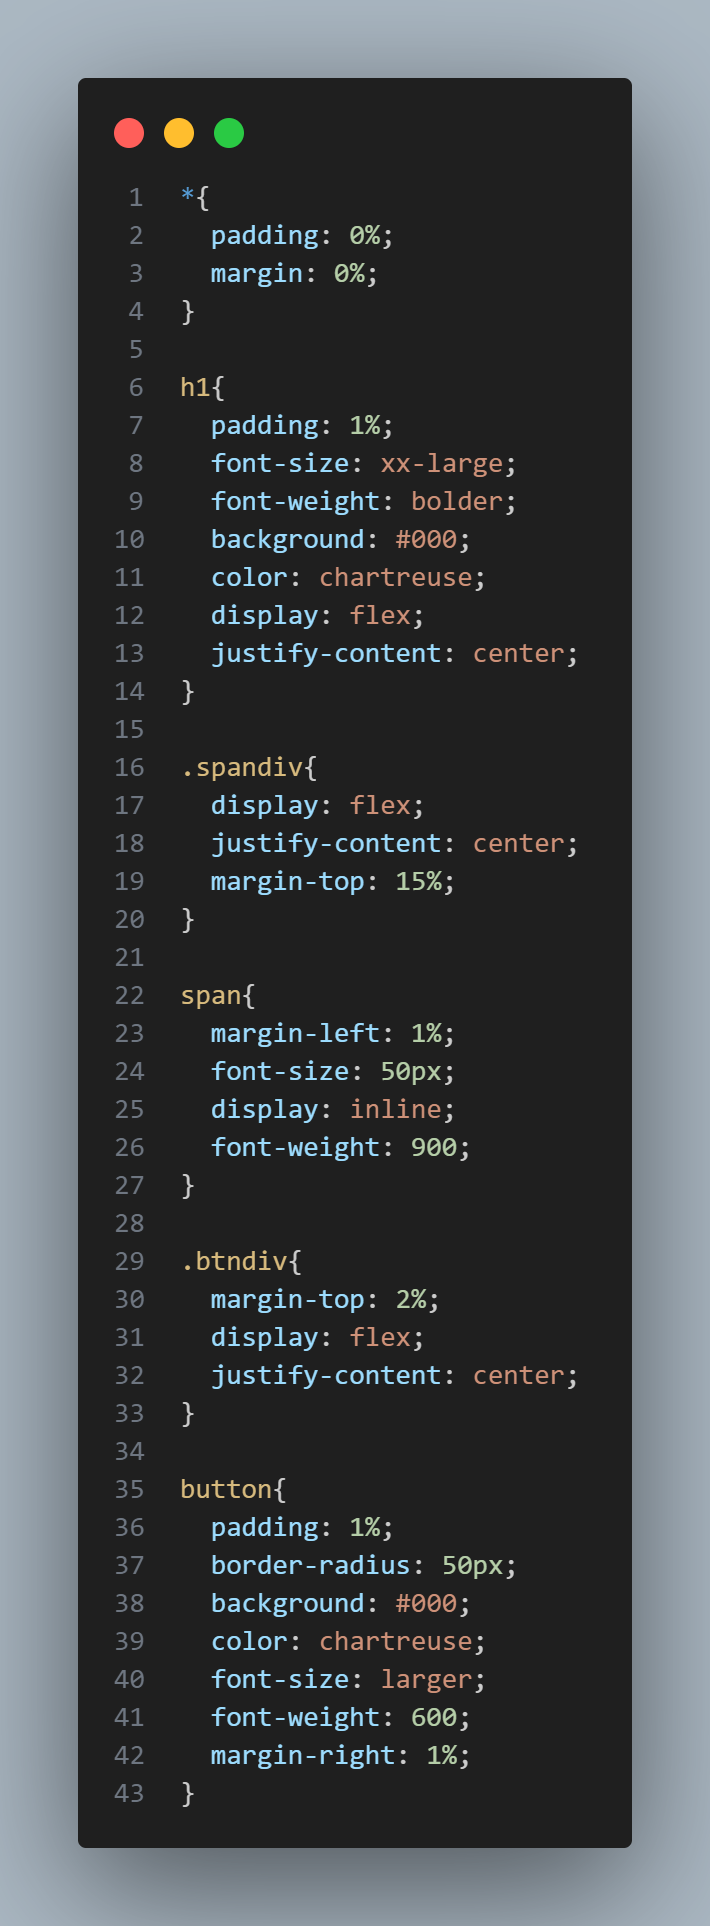 1 *{
2   padding: 0%;
3   margin: 0%;
4 }
5
6 h1{
7   padding: 1%;
8   font-size: xx-large;
9   font-weight: bolder;
10   background: #000;
11   color: chartreuse;
12   display: flex;
13   justify-content: center;
14 }
15
16 .spandiv{
17   display: flex;
18   justify-content: center;
19   margin-top: 15%;
20 }
21
22 span{
23   margin-left: 1%;
24   font-size: 50px;
25   display: inline;
26   font-weight: 900;
27 }
28
29 .btndiv{
30   margin-top: 2%;
31   display: flex;
32   justify-content: center;
33 }
34
35 button{
36   padding: 1%;
37   border-radius: 50px;
38   background: #000;
39   color: chartreuse;
40   font-size: larger;
41   font-weight: 600;
42   margin-right: 1%;
43 }